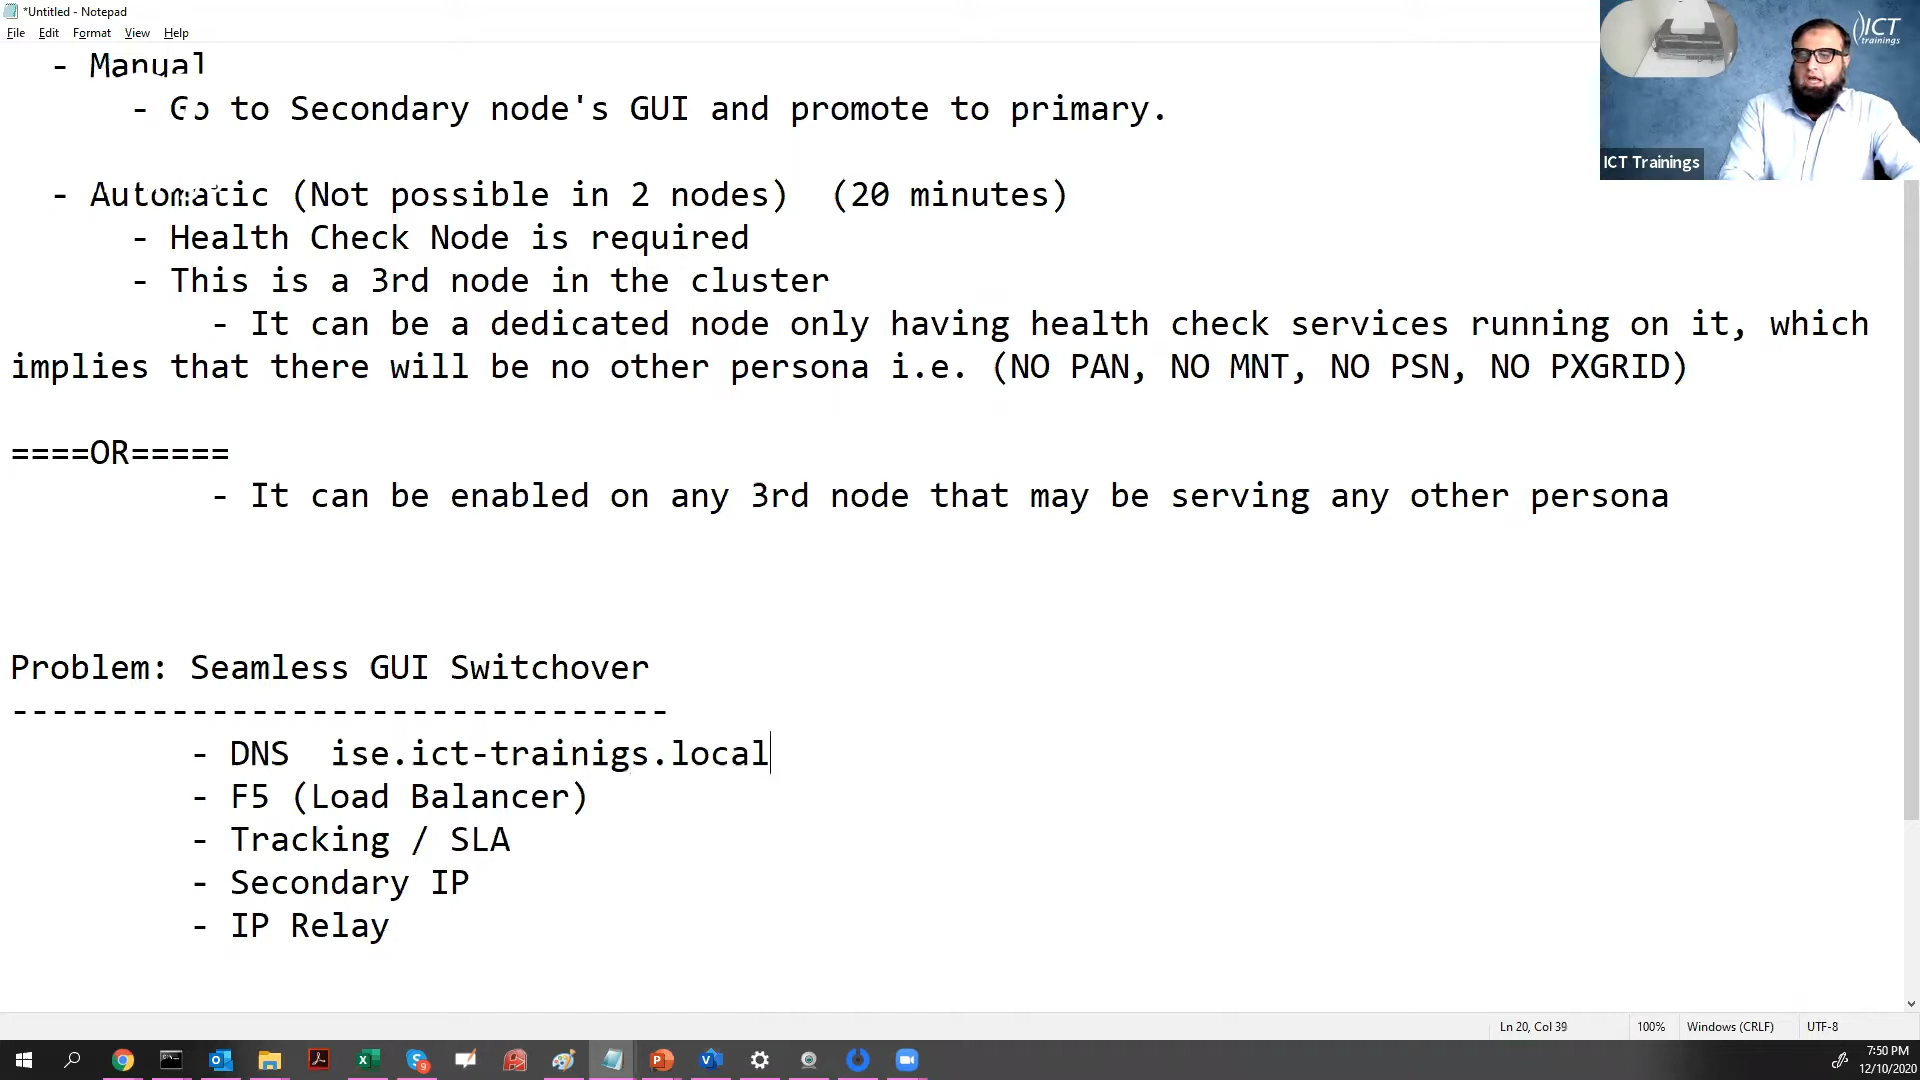 *Untitled - Notepad
File Edit Format View Help
- Manual
- Go to Secondary node's GUI and promote to primary.
- Automatic (Not possible in 2 nodes) (20 minutes)
- Health Check Node is required
- This is a 3rd node in the cluster
- It can be a dedicated node only having health check services running on it, which
implies that there will be no other persona i.e. (NO PAN, NO MNT, NO PSN, NO PXGRID)
====OR=====
- It can be enabled on any 3rd node that may be serving any other persona
Problem: Seamless GUI Switchover
---------------------------------
- DNS ise.ict-trainigs.local
- F5 (Load Balancer)
- Tracking / SLA
- Secondary IP
- IP Relay
ICT
trainings
ICT Trainings
Ln 20, Col 39 100% Windows (CRLF) UTF-8
7:50 PM
12/10/2020